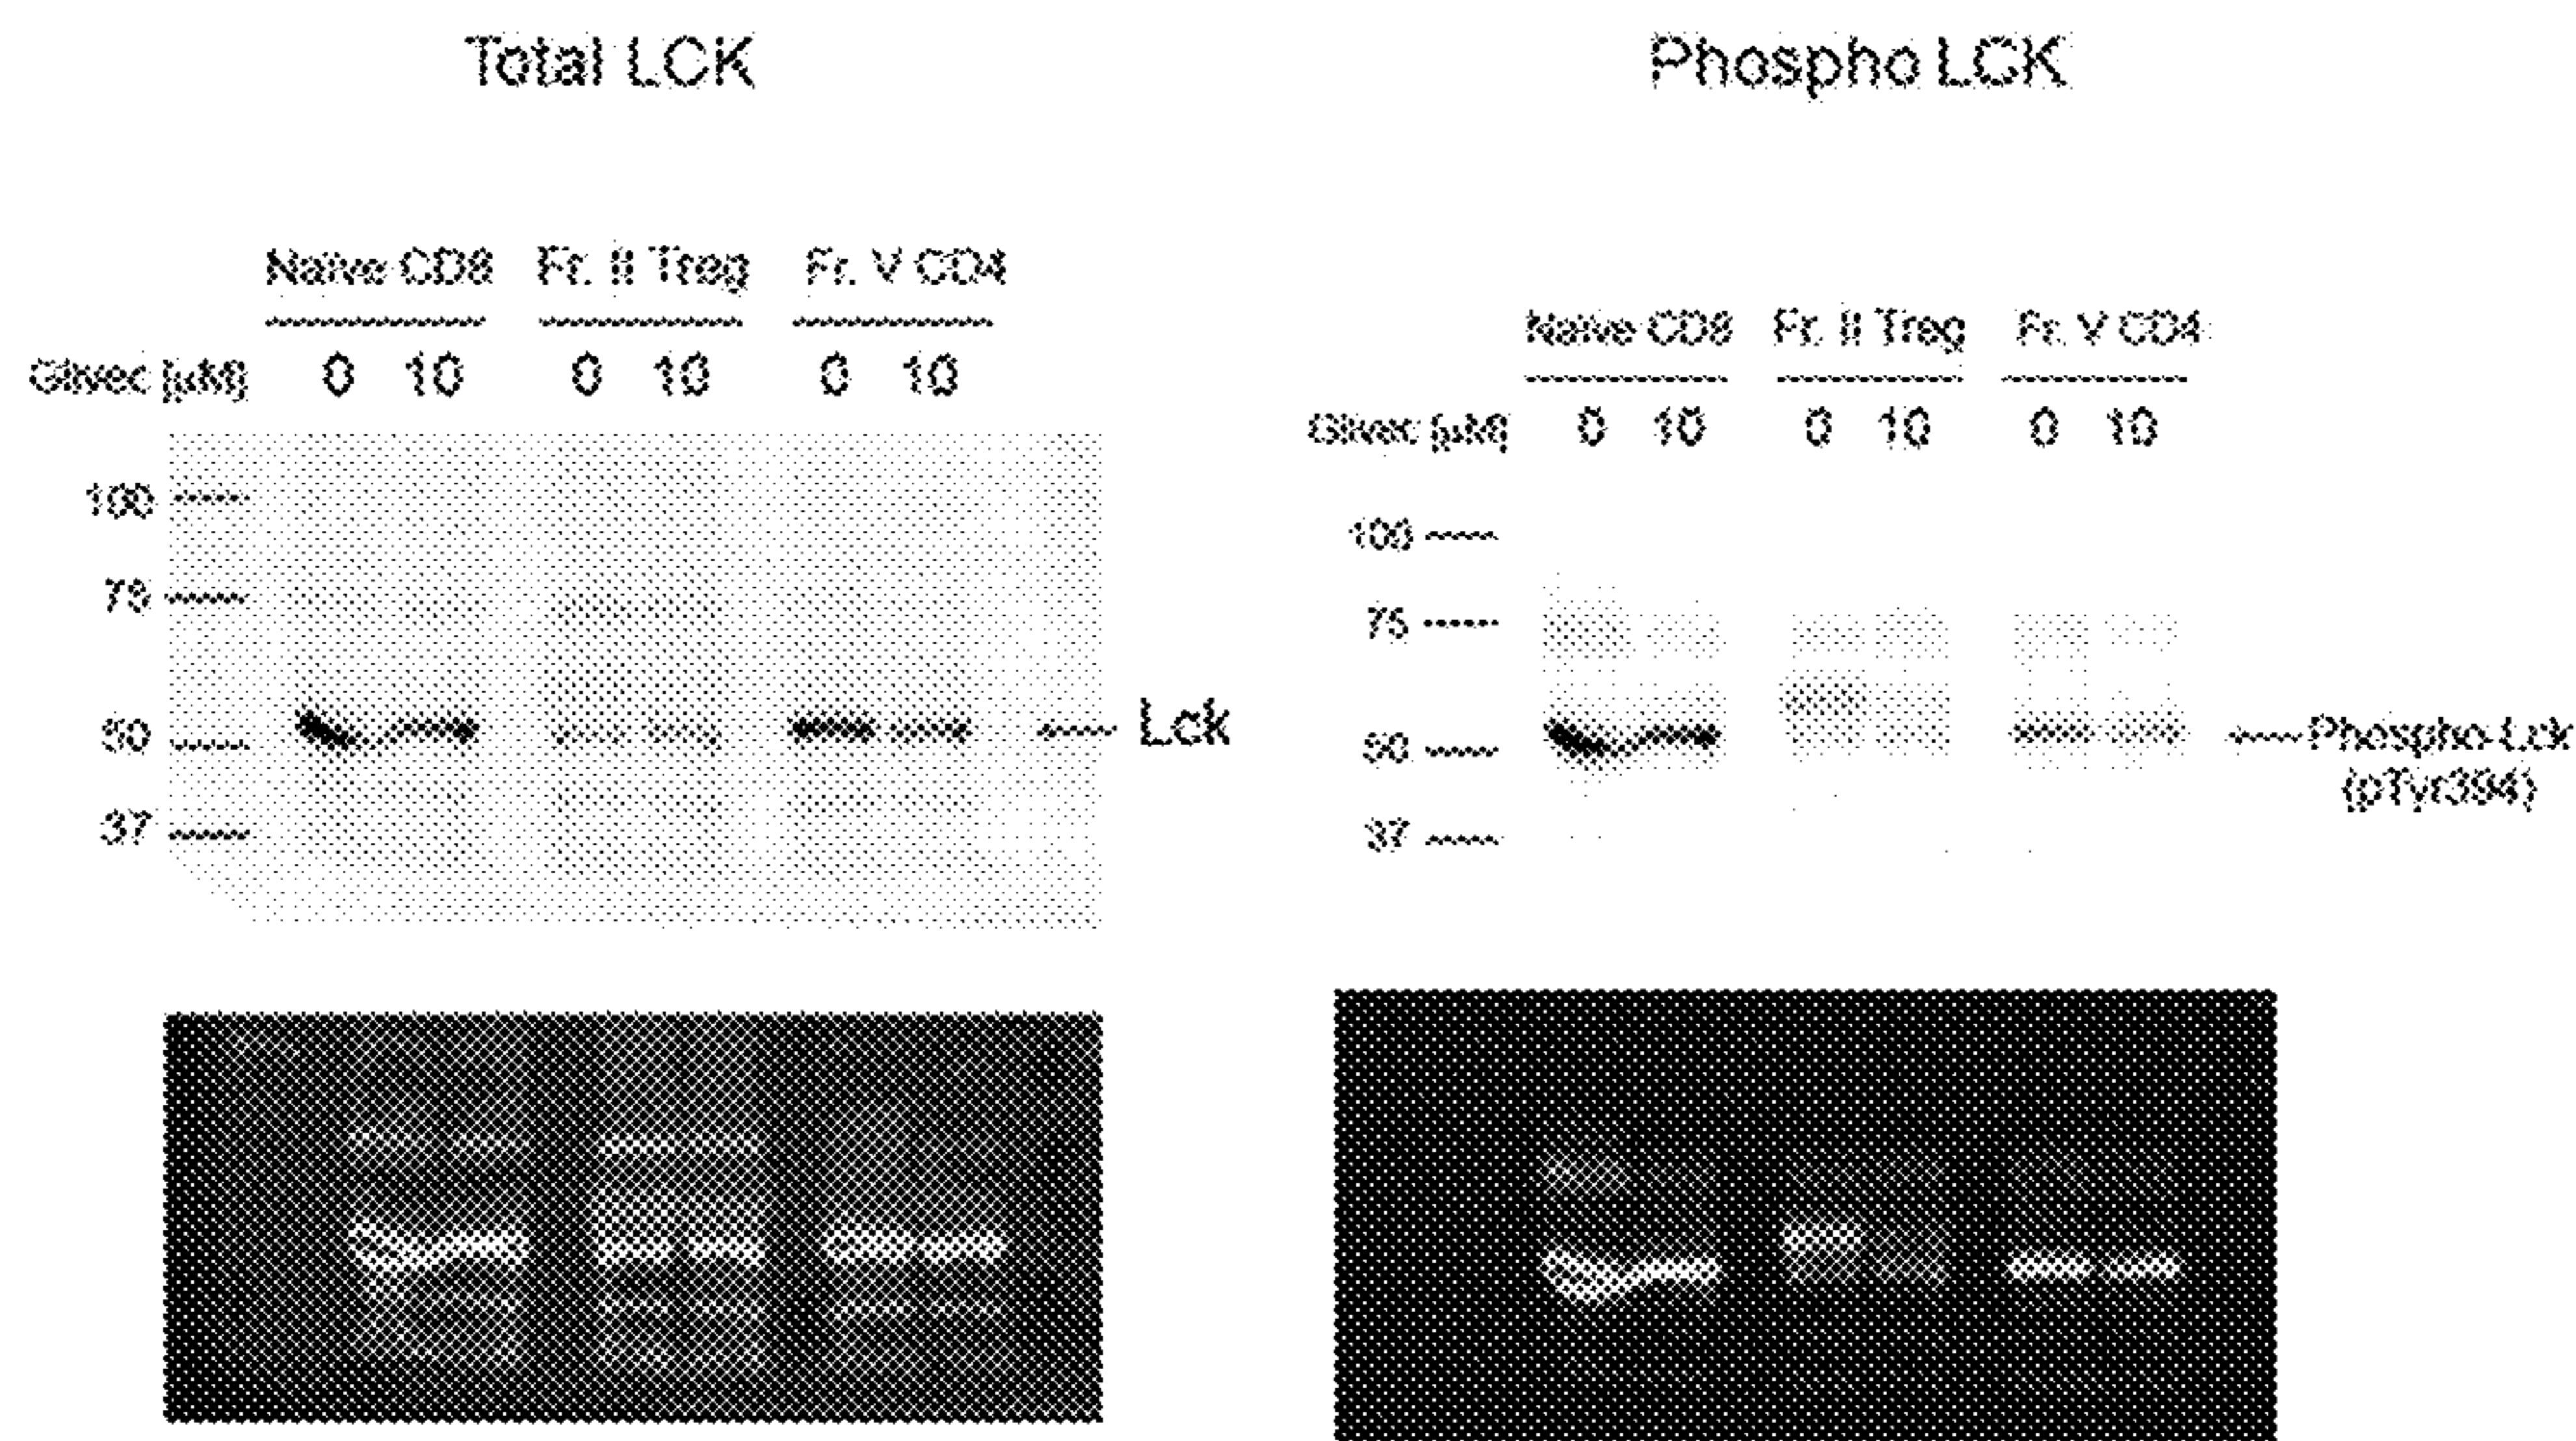 Total LCK
Naïve CD8 Fr. II Treg Fr. V CD4
Glivec [μM] 0 10 0 10 0 10
100
75
50
37
Lck
Phospho LCK
Naïve CD8 Fr. II Treg Fr. V CD4
Glivec [μM] 0 10 0 10 0 10
100
75
50
37
Phospho-Lck
(pTyr394)